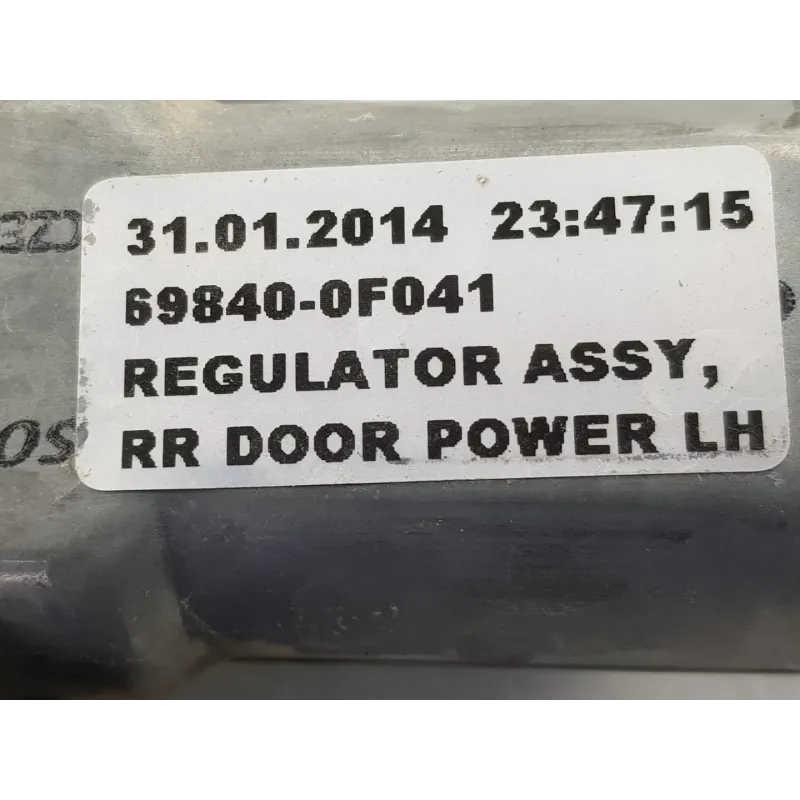 31.01.2014 23:47:15
69840-0F041
REGULATOR ASSY,
RR DOOR POWER LH